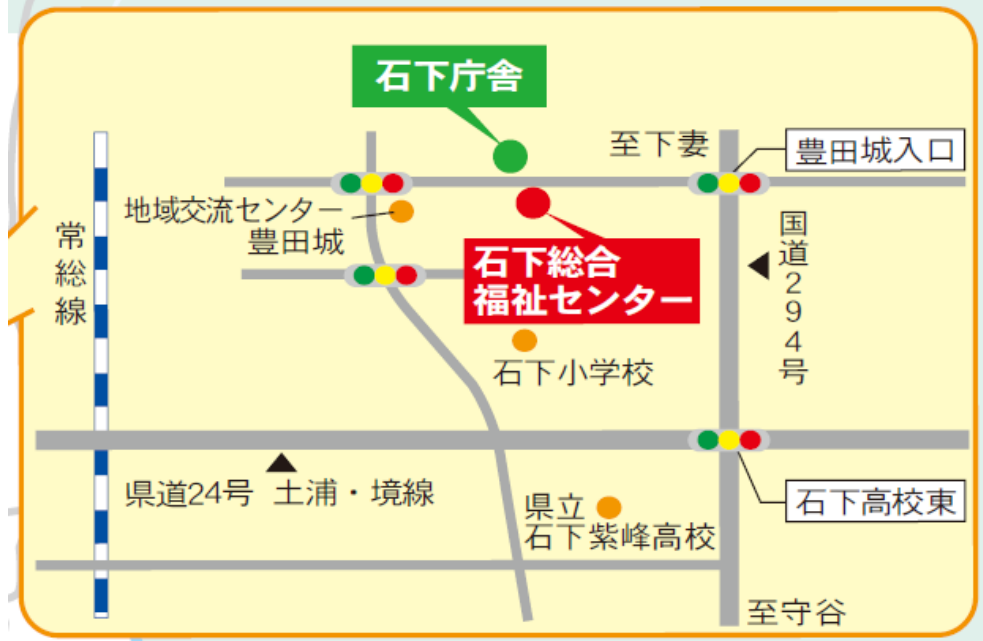 石下庁舎
至下妻
豊田城入口
地域交流センター
豊田城
常総線
石下総合
福祉センター
国道294号
石下小学校
県道24号 土浦・境線
県立
石下紫峰高校
石下高校東
至守谷